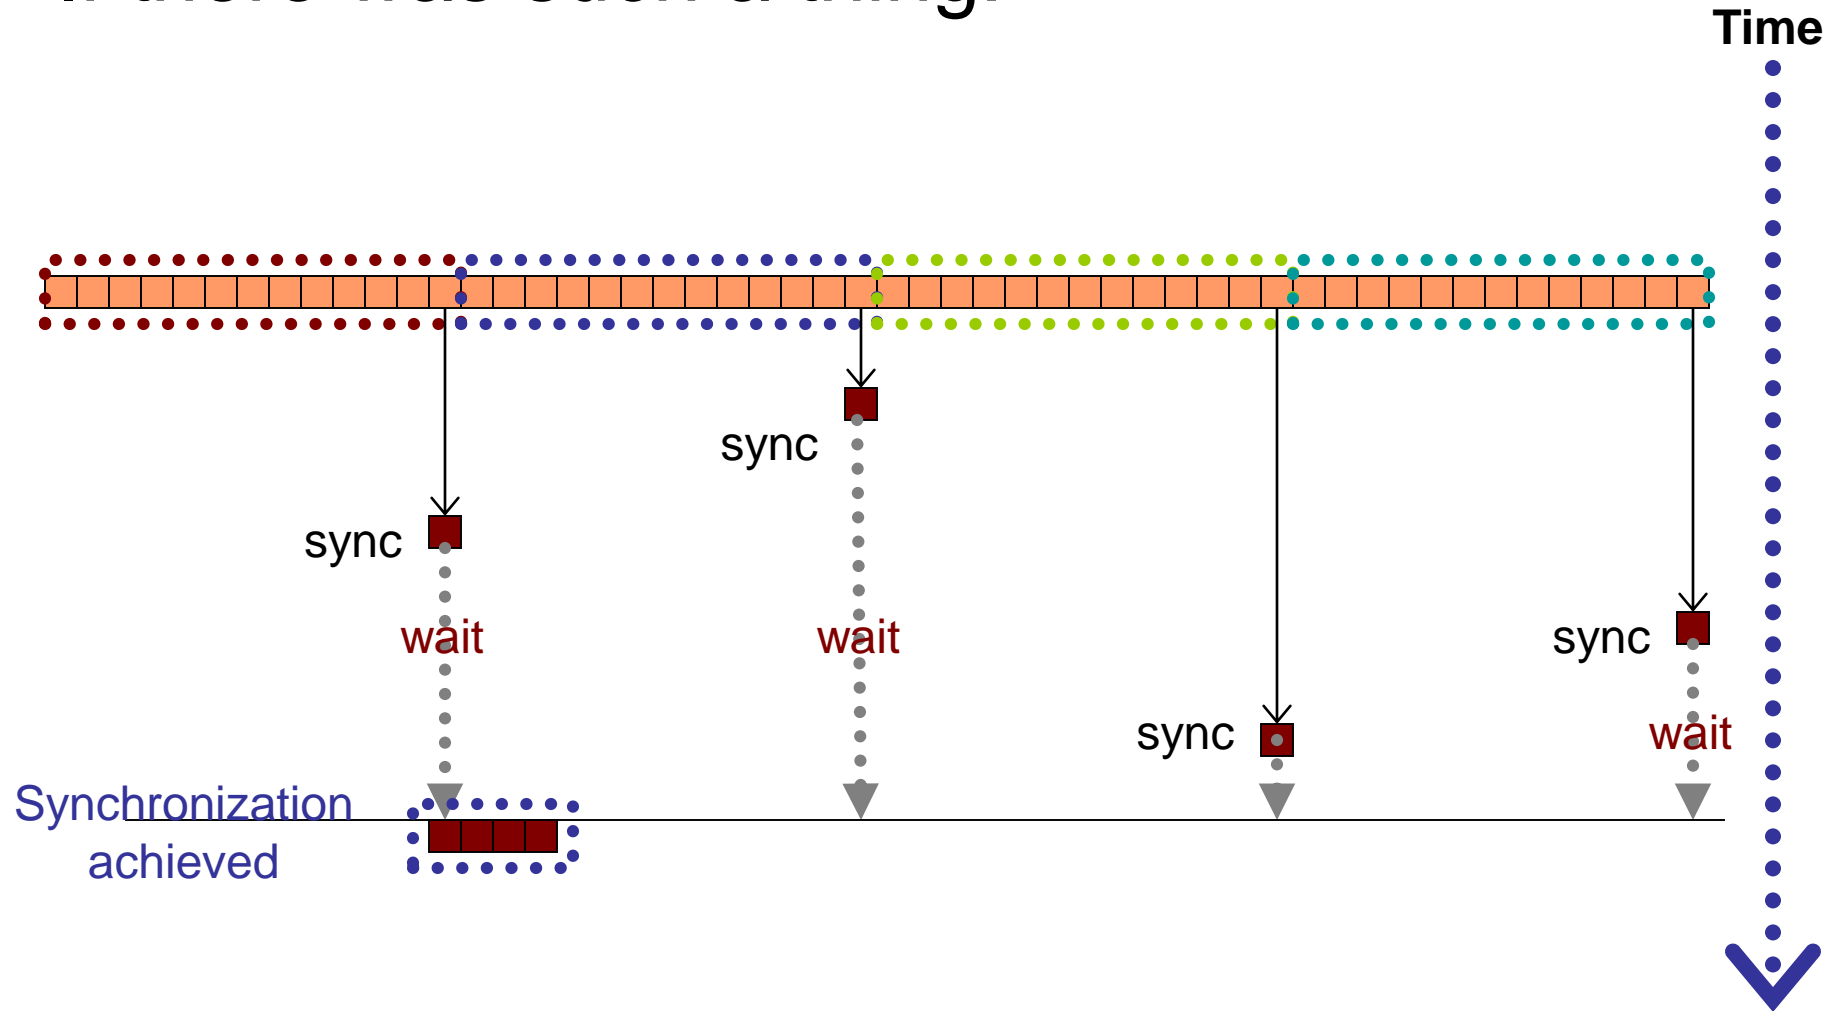 Time
sync
sync
wait
wait
sync
sync
wait
Synchronization
achieved